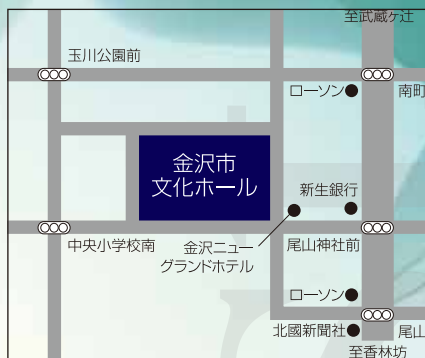 至武蔵ヶ辻
玉川公園前
ローソン
南町
金沢市
文化ホール
新生銀行
中央小学校南
金沢ニュー
グランドホテル
尾山神社前
ローソン
北國新聞社
尾山
至香林坊